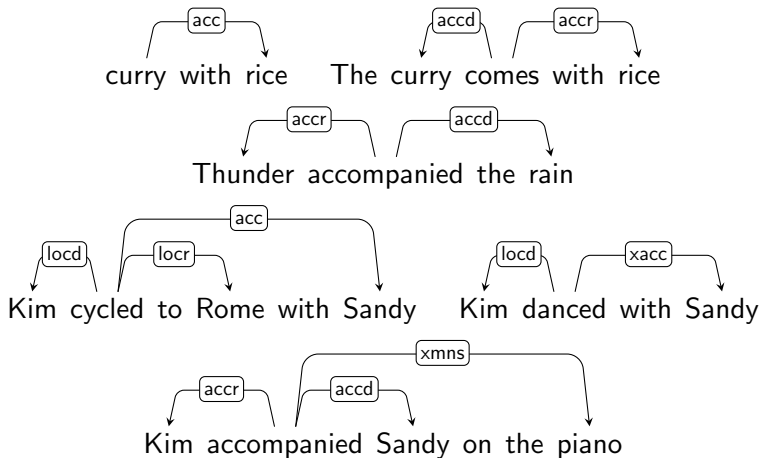 acc
accd accr
curry with rice The curry comes with rice
accr accd
Thunder accompanied the rain
acc
locd locr locd xacc
Kim cycled to Rome with Sandy Kim danced with Sandy
xmns
accr accd
Kim accompanied Sandy on the piano